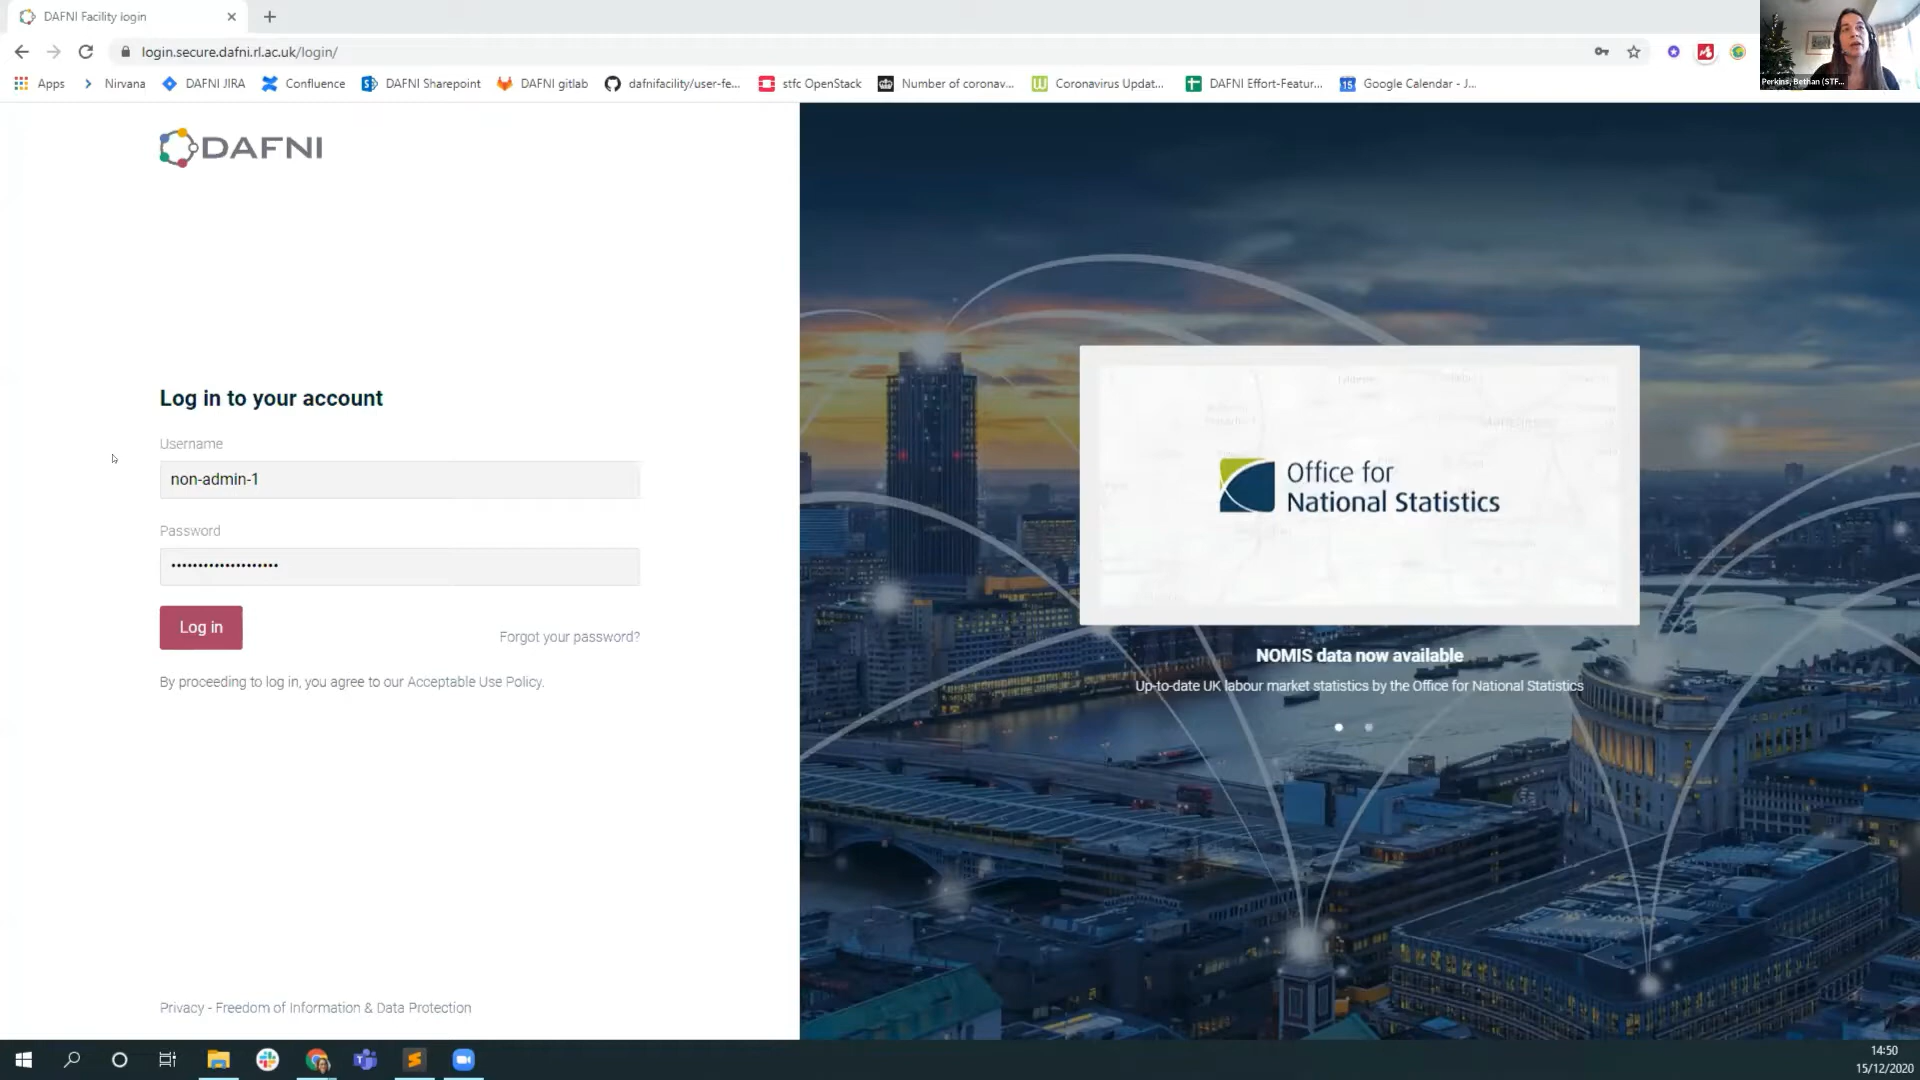 DAFNI Facility login
login.secure.dafni.rl.ac.uk/login/
Apps
Nirvana
DAFNI JIRA
Confluence
DAFNI Sharepoint
DAFNI gitlab
dafnifacility/user-fe...
stfc OpenStack
Number of coronav...
Coronavirus Updat...
DAFNI Effort-Featur...
15
Google Calendar - J...
Perkins, Bethan (STF...
DAFNI
Log in to your account
Username
non-admin-1
Password
Log in
Forgot your password?
By proceeding to log in, you agree to our Acceptable Use Policy.
Privacy - Freedom of Information & Data Protection
Office for
National Statistics
NOMIS data now available
Up-to-date UK labour market statistics by the Office for National Statistics
14:50
15/12/2020